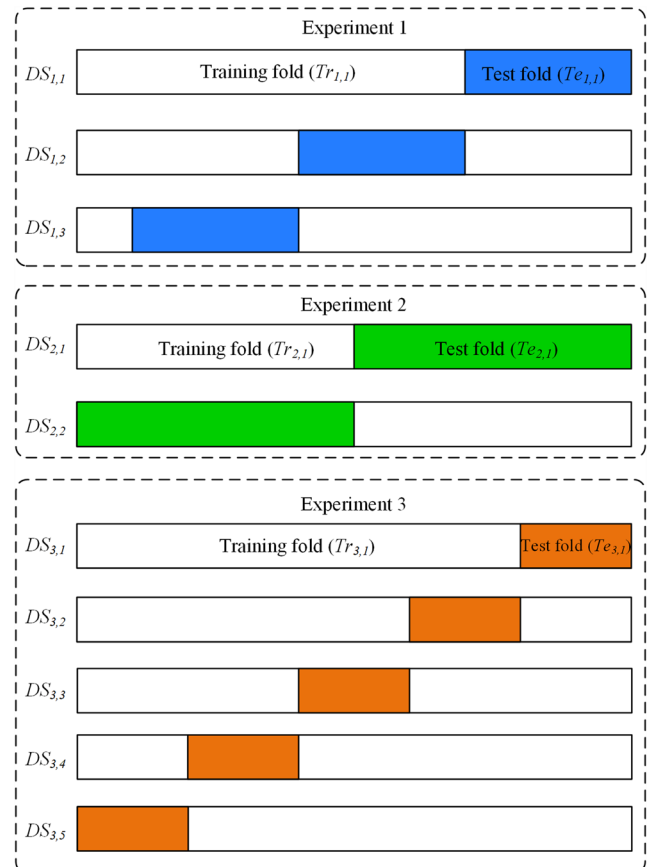 Experiment 1
DS1,1 Training fold (Tr1,1) Test fold (Te1,1)
DS1,2
DS1,3
Experiment 2
DS2,1 Training fold (Tr2,1) Test fold (Te2,1)
DS2,2
Experiment 3
DS3,1 Training fold (Tr3,1) Test fold (Te3,1)
DS3,2
DS3,3
DS3,4
DS3,5